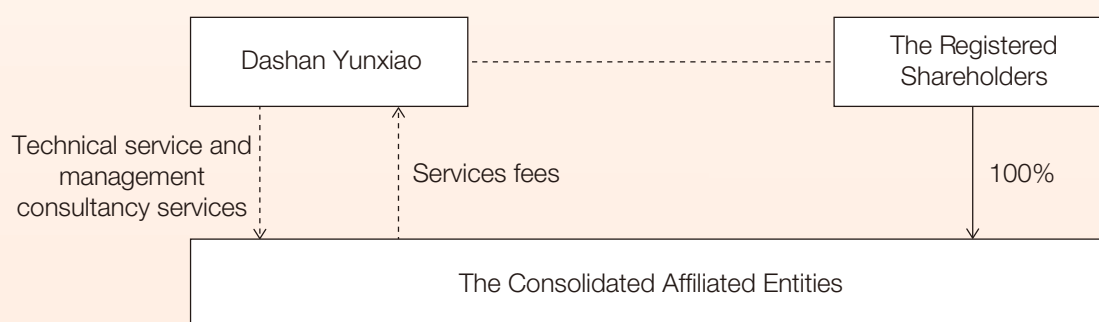 Dashan Yunxiao
The Registered
Shareholders
Technical service and
management
consultancy services
Services fees
100%
The Consolidated Affiliated Entities